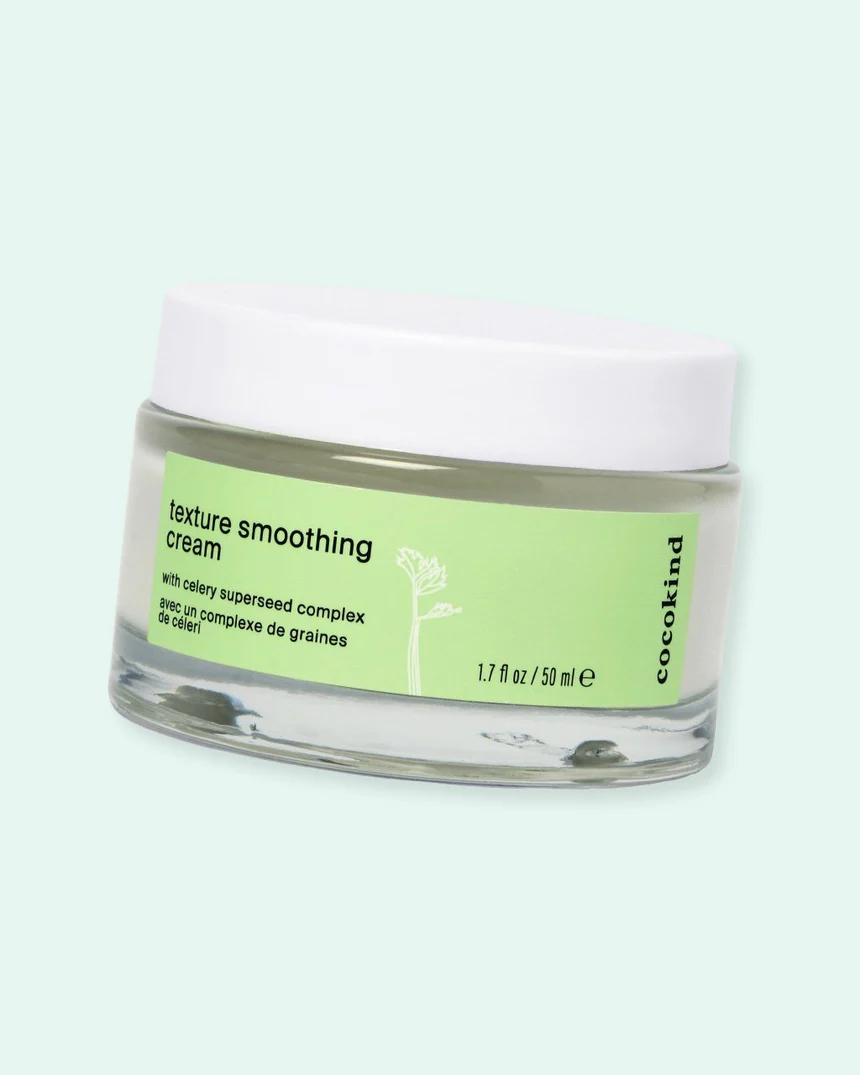 texture smoothing
cream
with celery superseed complex
avec un complexe de graines
de céleri
1.7 fl oz / 50 ml ℮
cocokind